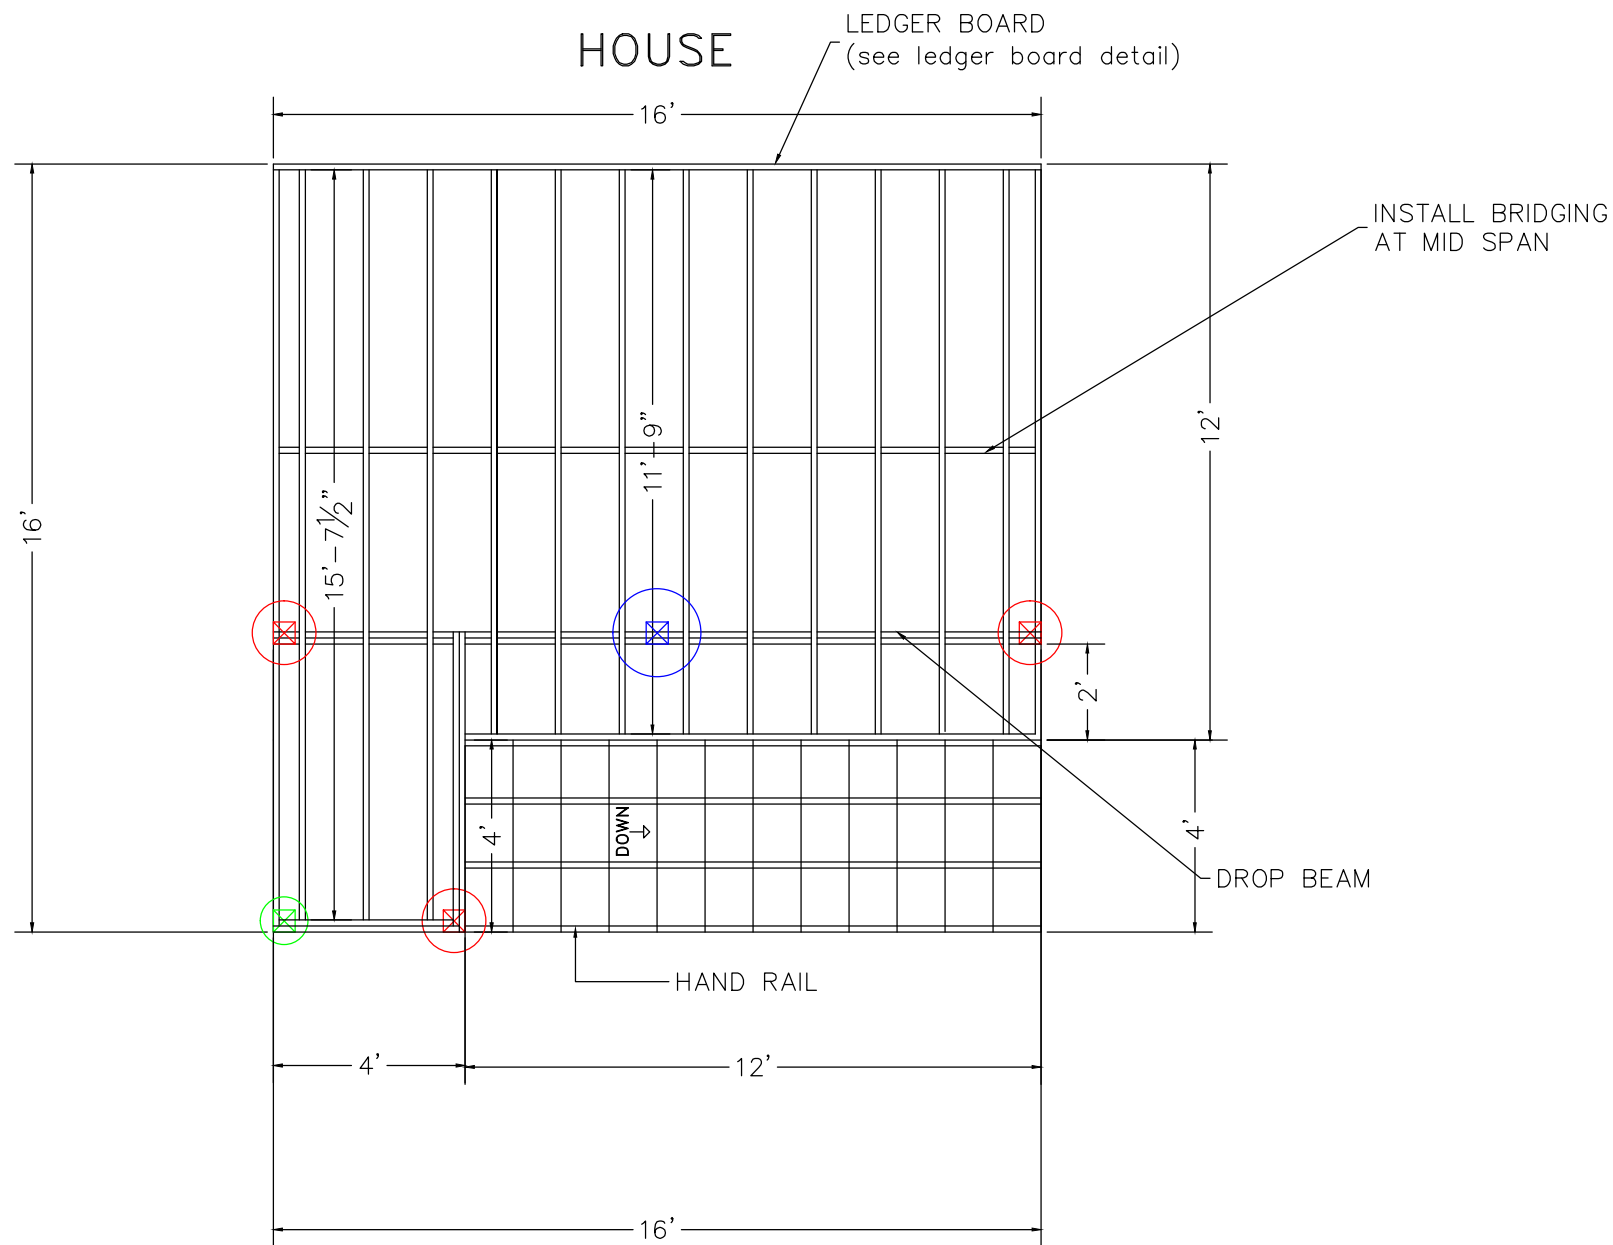 HOUSE
LEDGER BOARD
(see ledger board detail)
16'
INSTALL BRIDGING
AT MID SPAN
12'
11'-9"
16'
15'-7½"
2'
4'
DOWN
4'
DROP BEAM
HAND RAIL
4'
12'
16'